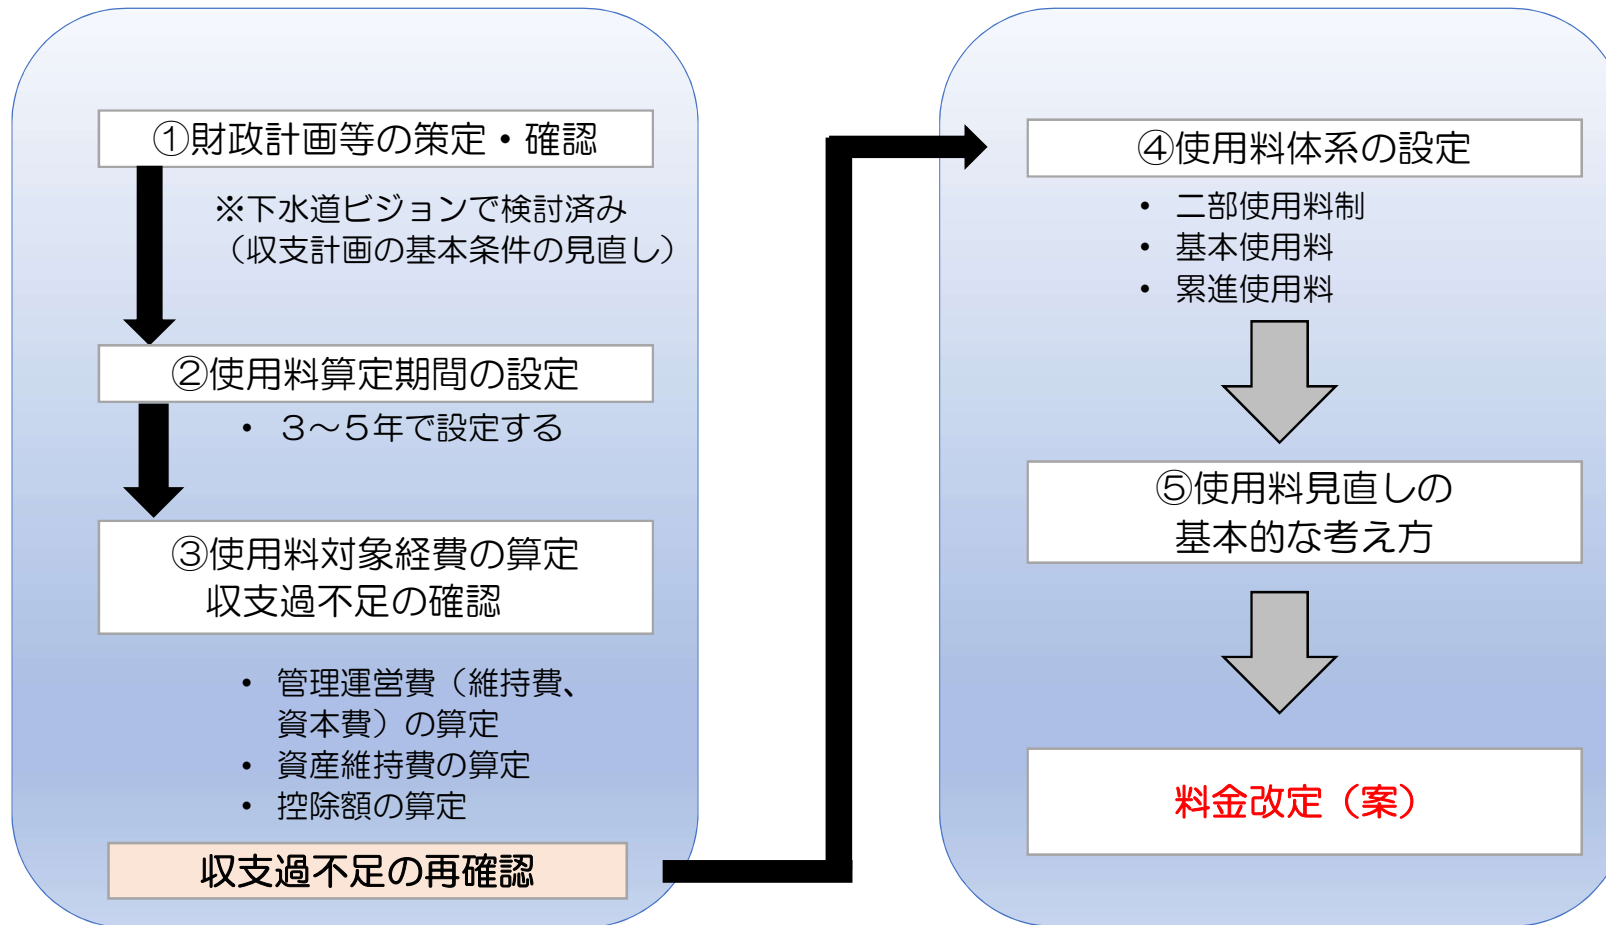 ①財政計画等の策定・確認
※下水道ビジョンで検討済み
（収支計画の基本条件の見直し）
②使用料算定期間の設定
• ３～５年で設定する
③使用料対象経費の算定
収支過不足の確認
• 管理運営費（維持費、
資本費）の算定
• 資産維持費の算定
• 控除額の算定
収支過不足の再確認
④使用料体系の設定
• 二部使用料制
• 基本使用料
• 累進使用料
⑤使用料見直しの
基本的な考え方
料金改定（案）